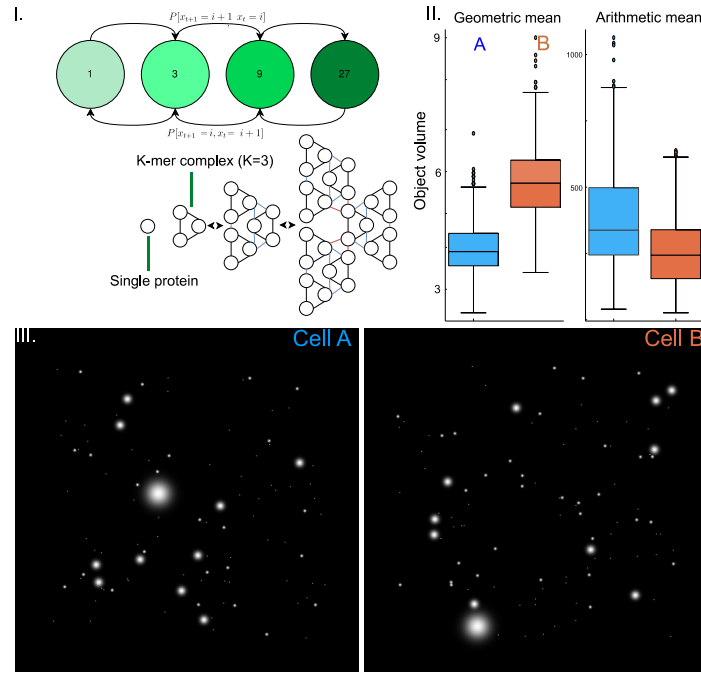 I.
P[x_{t+1} = i+1 x_t = i]
1 3 9 27
P[x_{t+1} = i, x_t = i+1]
K-mer complex (K=3)
Single protein
II.
Geometric mean Arithmetic mean
Object volume
9
6
3
A
B
1000
500
III.
Cell A
Cell B